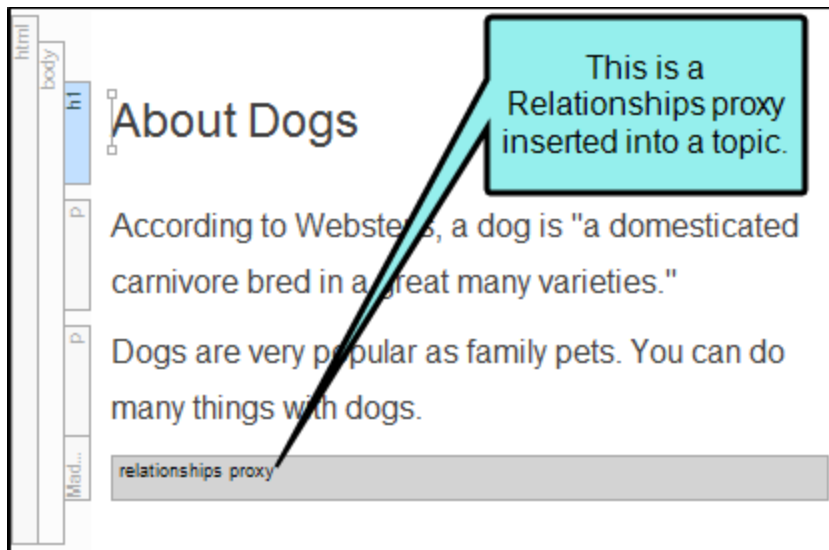 html
body
h1
About Dogs
This is a
Relationships proxy
inserted into a topic.
p
According to Websters, a dog is "a domesticated
carnivore bred in a great many varieties."
p
Dogs are very popular as family pets. You can do
many things with dogs.
Mad...
relationships proxy